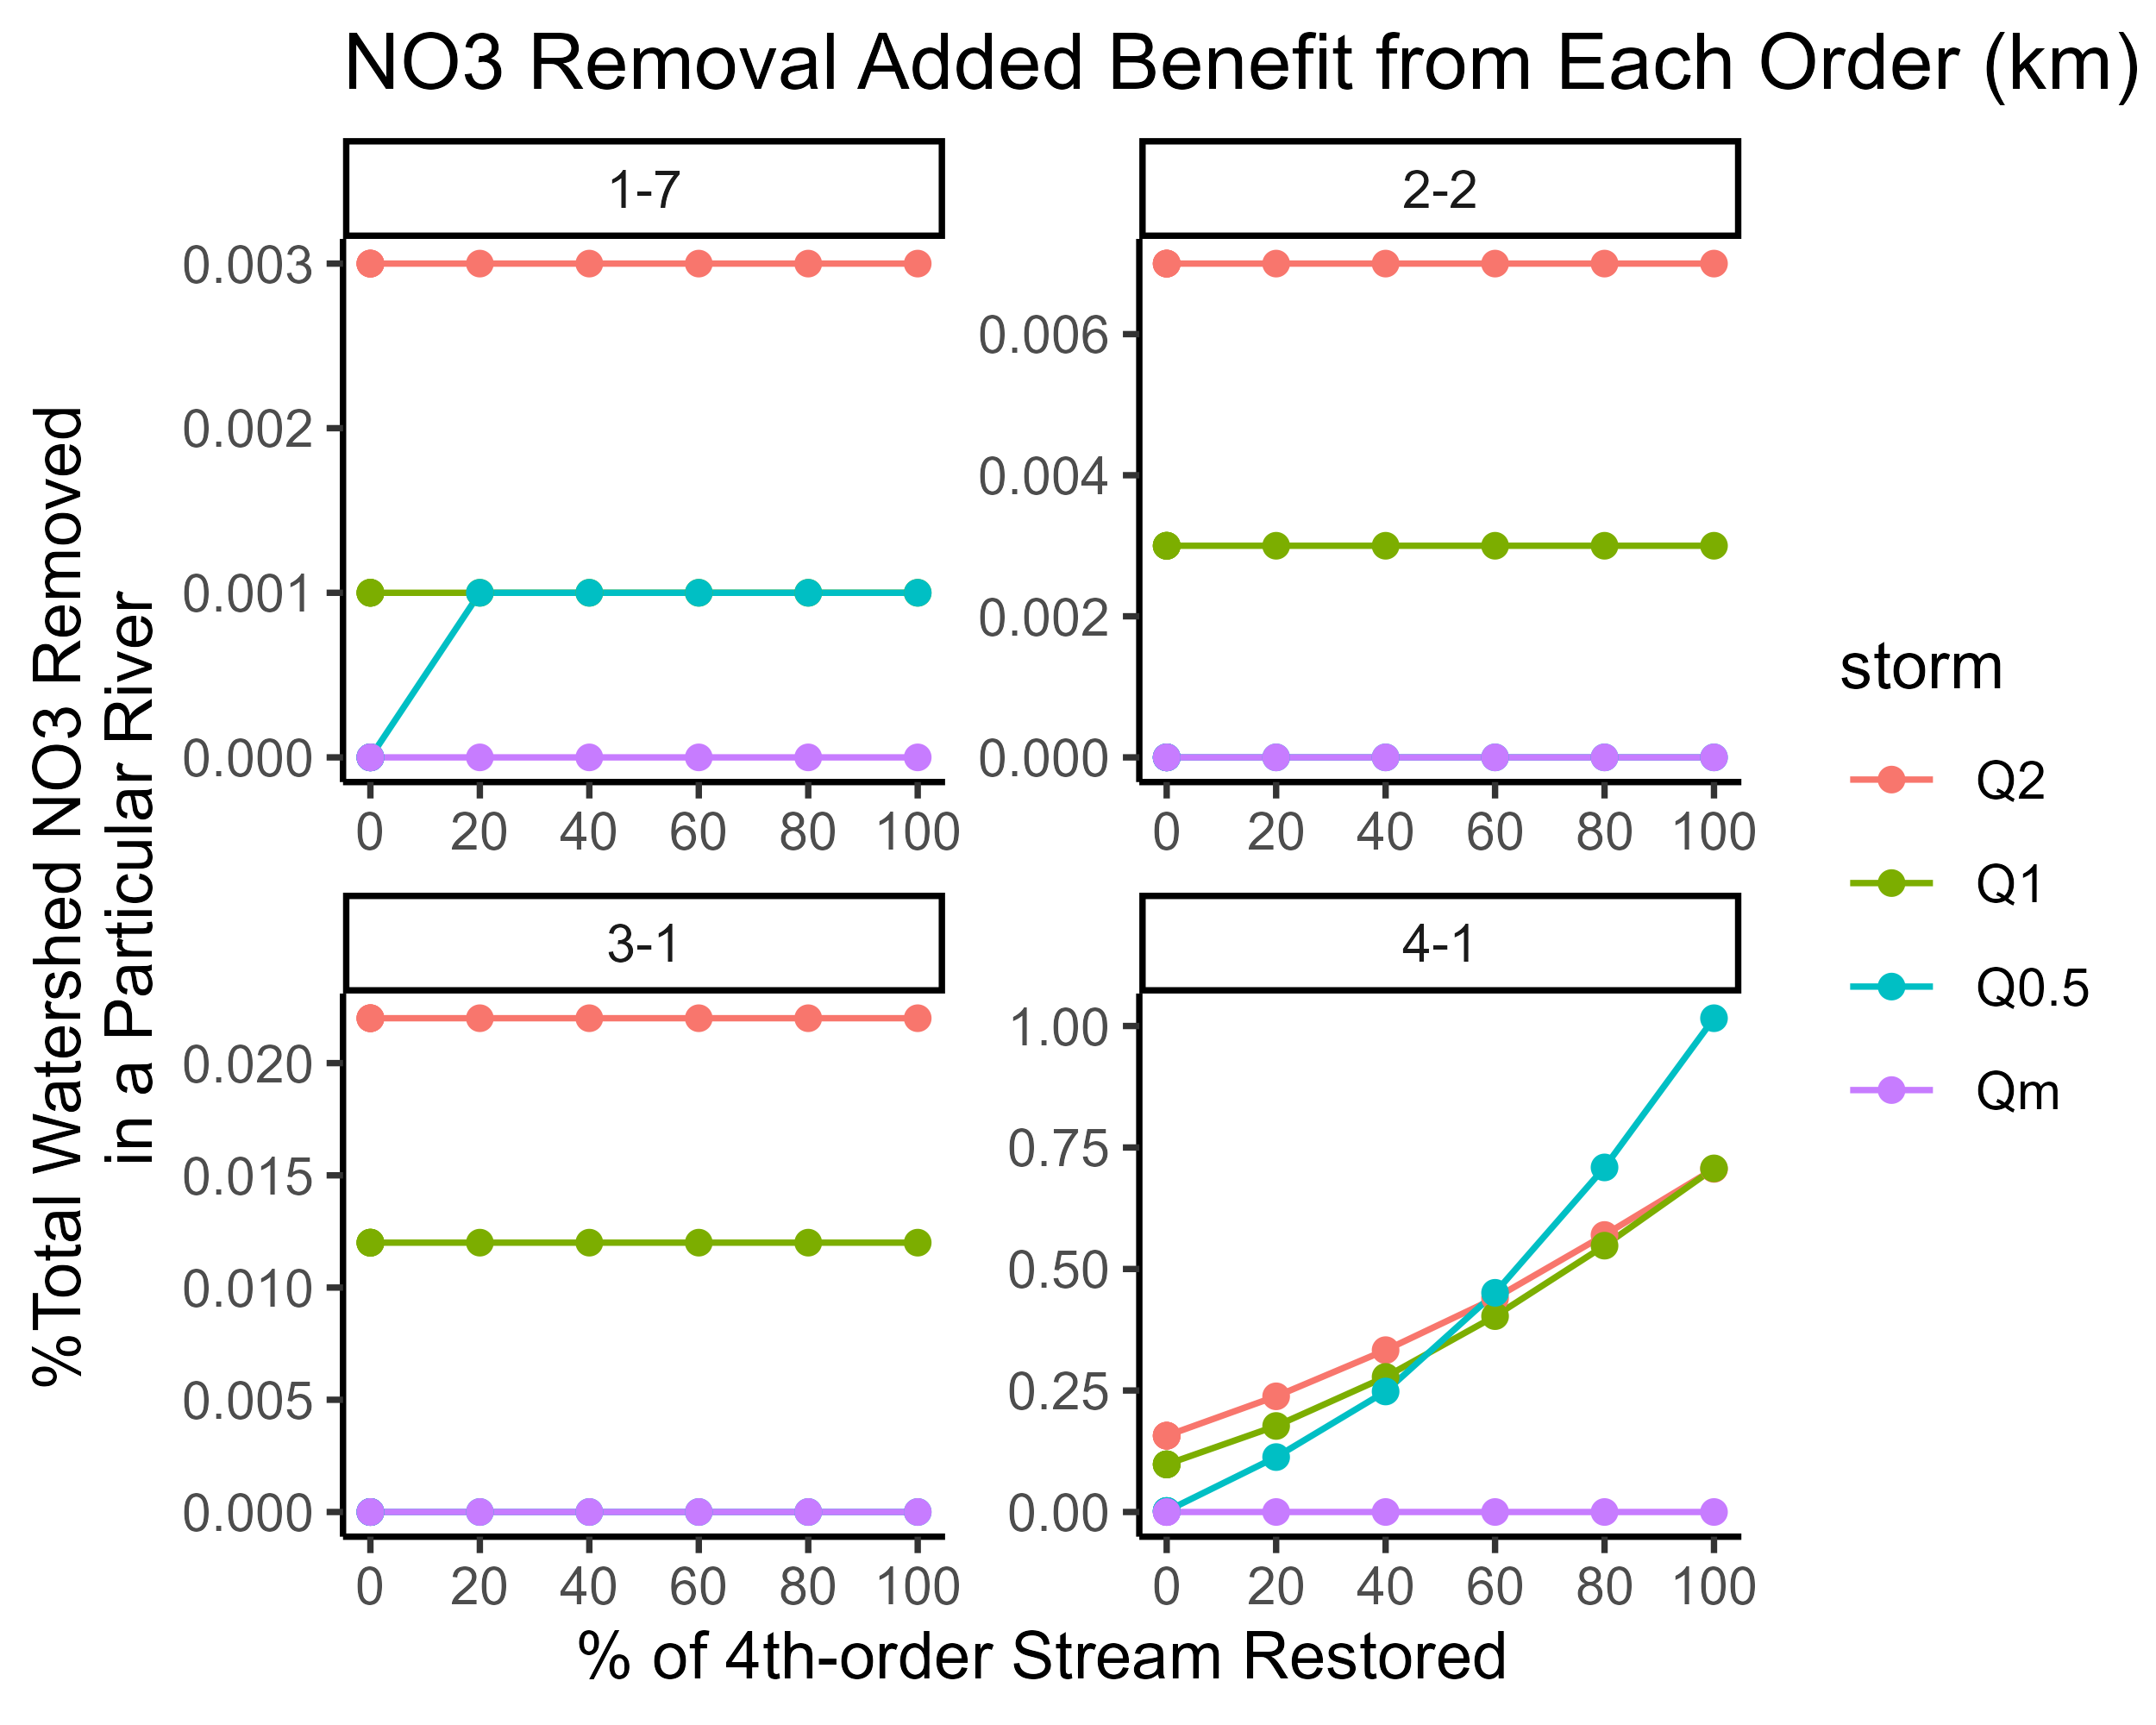 NO3 Removal Added Benefit from Each Order (km)
%Total Watershed NO3 Removed
in a Particular River
1-7
0.003
0.002
0.001
0.000
0 20 40 60 80 100
2-2
0.006
0.004
0.002
0.000
0 20 40 60 80 100
3-1
0.020
0.015
0.010
0.005
0.000
0 20 40 60 80 100
4-1
1.00
0.75
0.50
0.25
0.00
0 20 40 60 80 100
% of 4th-order Stream Restored
storm
Q2
Q1
Q0.5
Qm